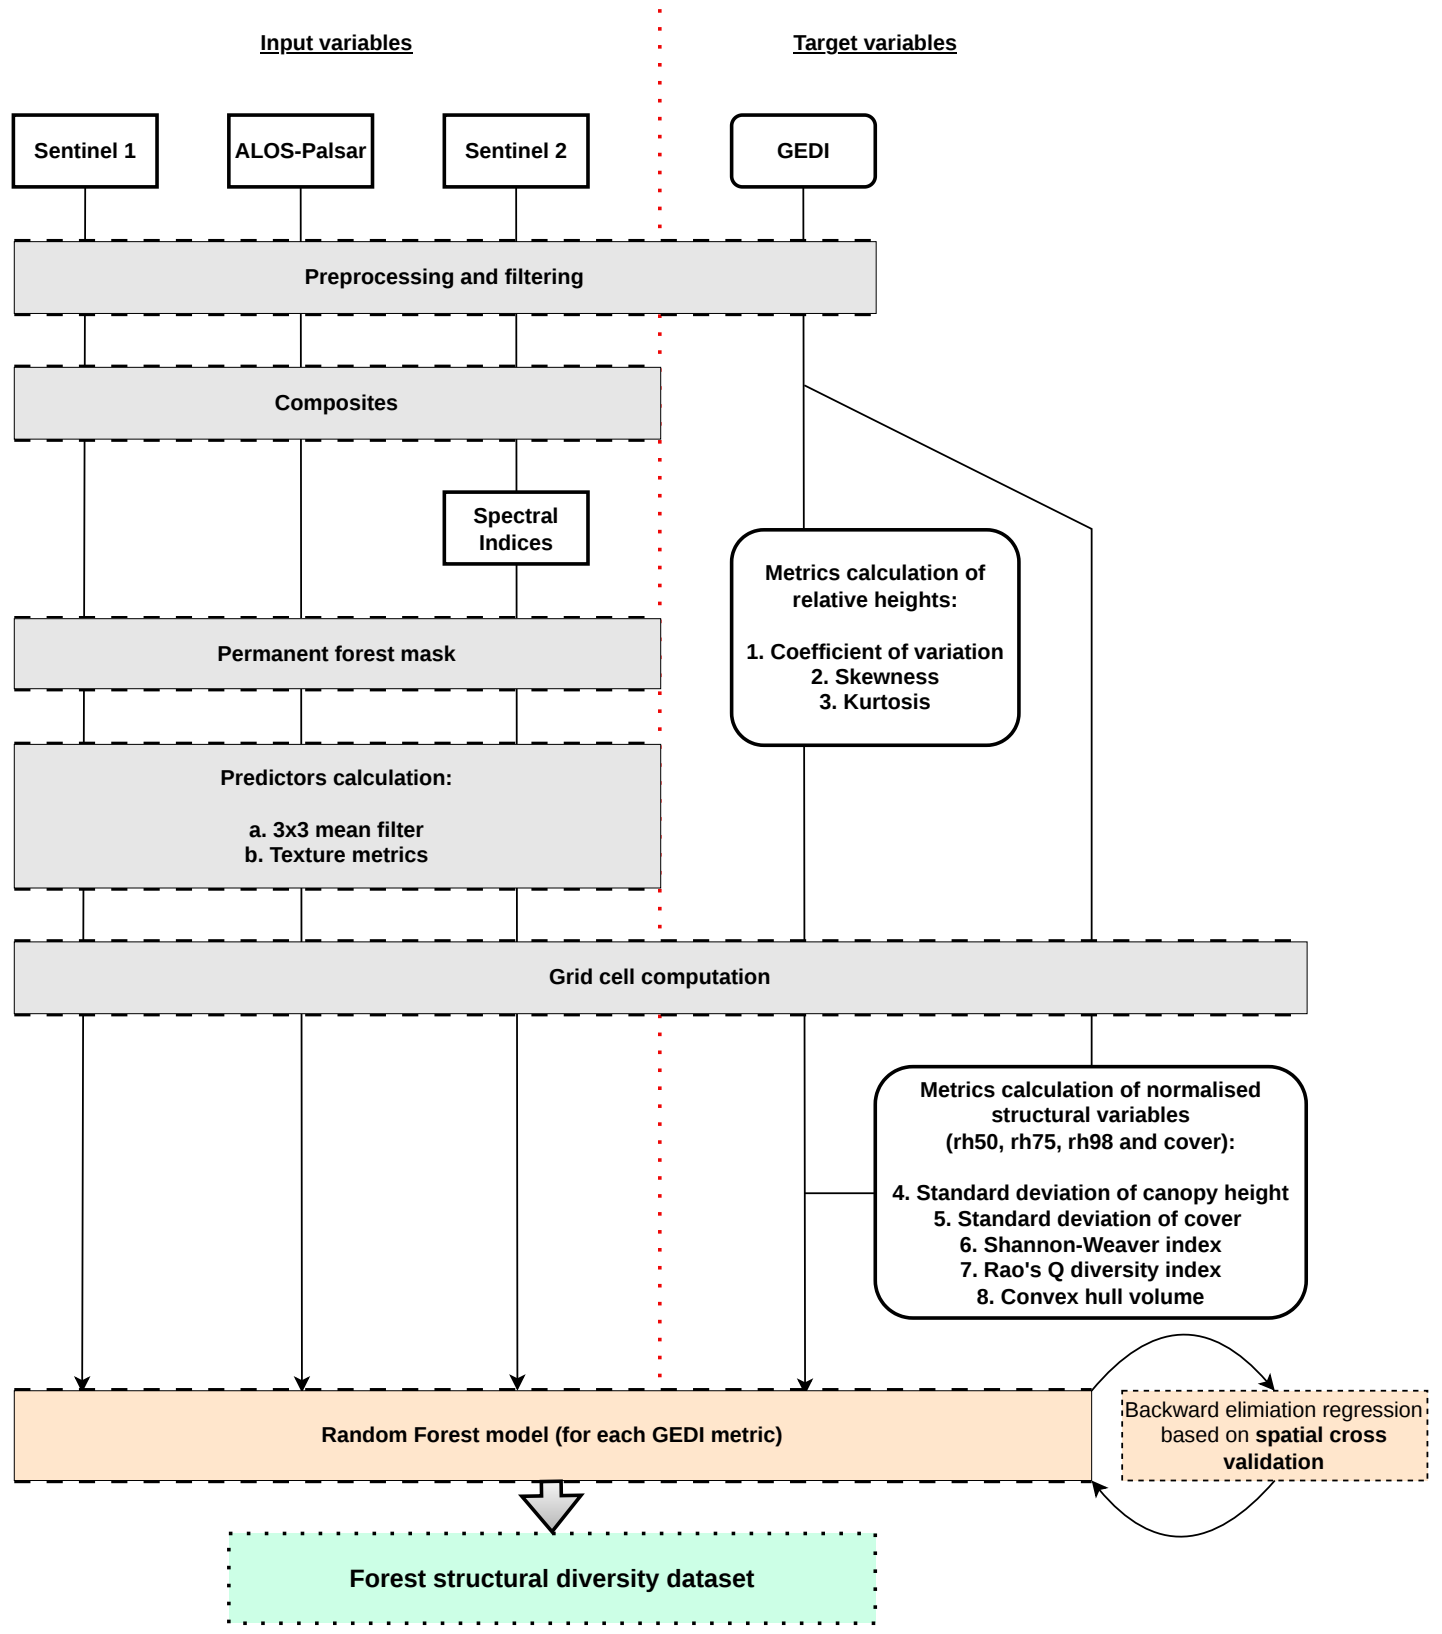 Input variables
Target variables
Sentinel 1
ALOS-Palsar
Sentinel 2
GEDI
Preprocessing and filtering
Composites
Spectral
Indices
Metrics calculation of
relative heights:
1. Coefficient of variation
2. Skewness
3. Kurtosis
Permanent forest mask
Predictors calculation:
a. 3x3 mean filter
b. Texture metrics
Grid cell computation
Metrics calculation of normalised
structural variables
(rh50, rh75, rh98 and cover):
4. Standard deviation of canopy height
5. Standard deviation of cover
6. Shannon-Weaver index
7. Rao's Q diversity index
8. Convex hull volume
Random Forest model (for each GEDI metric)
Backward elimiation regression
based on spatial cross
validation
Forest structural diversity dataset